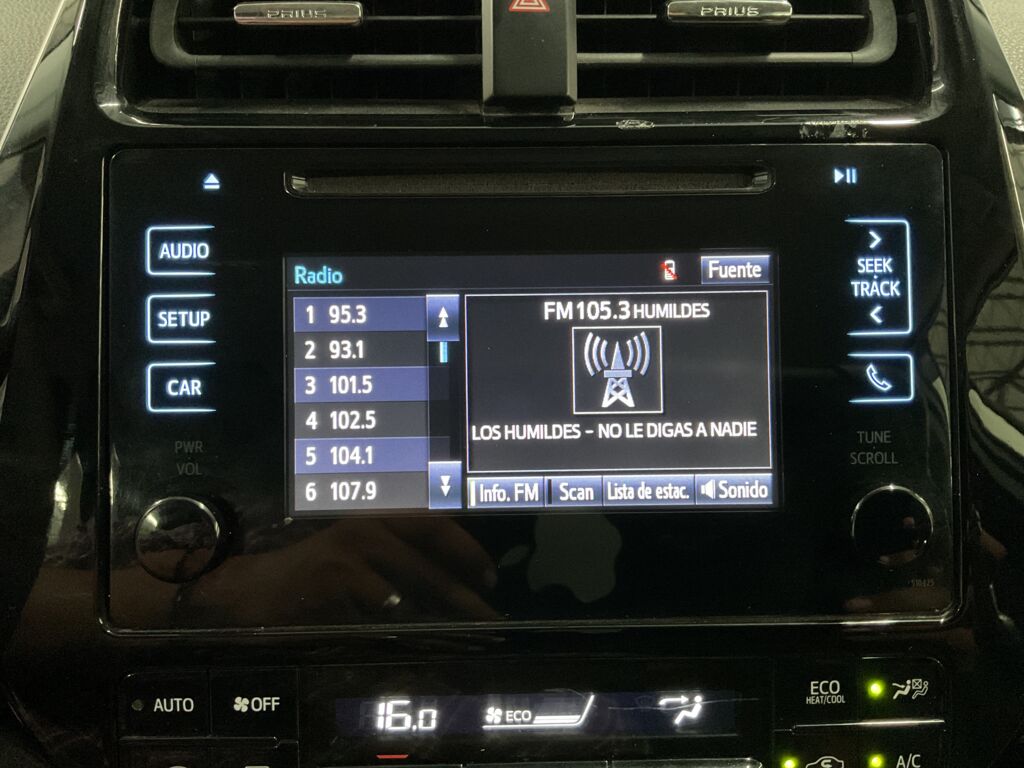 PRIUS
PRIUS
AUDIO
SETUP
CAR
PWR
VOL
Radio
Fuente
1 95.3
2 93.1
3 101.5
4 102.5
5 104.1
6 107.9
FM 105.3 HUMILDES
LOS HUMILDES - NO LE DIGAS A NADIE
Info. FM
Scan
Lista de estac.
Sonido
SEEK
TRACK
TUNE
SCROLL
510425
AUTO
OFF
16.0
ECO
ECO
HEAT/COOL
A/C